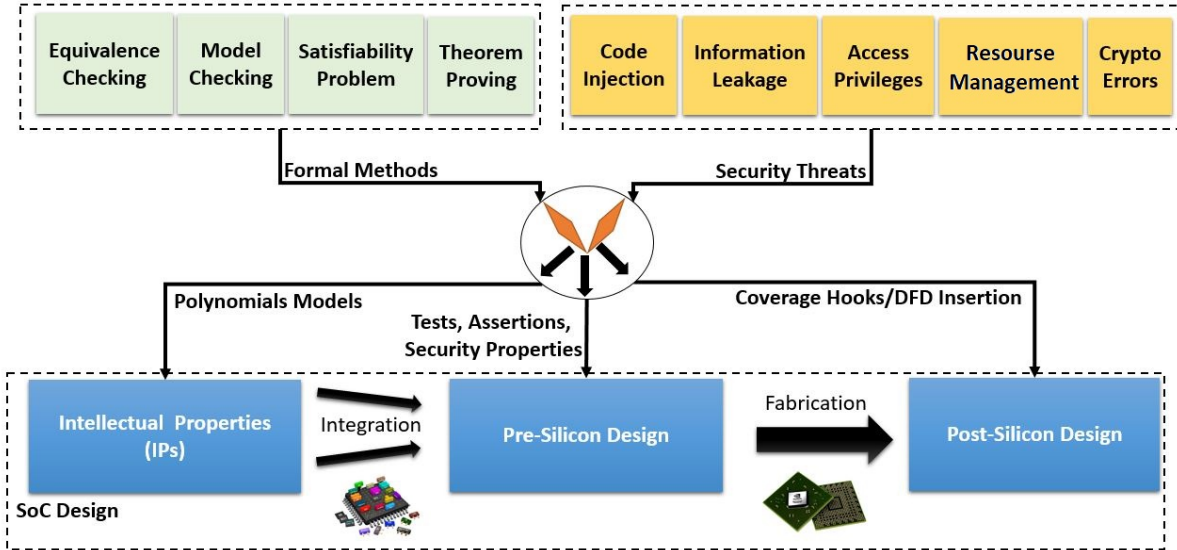 Equivalence
Checking
Model
Checking
Satisfiability
Problem
Theorem
Proving
Code
Injection
Information
Leakage
Access
Privileges
Resourse
Management
Crypto
Errors
Formal Methods
Security Threats
Polynomials Models
Coverage Hooks/DFD Insertion
Tests, Assertions,
Security Properties
Intellectual Properties
(IPs)
Integration
Pre-Silicon Design
Fabrication
Post-Silicon Design
SoC Design